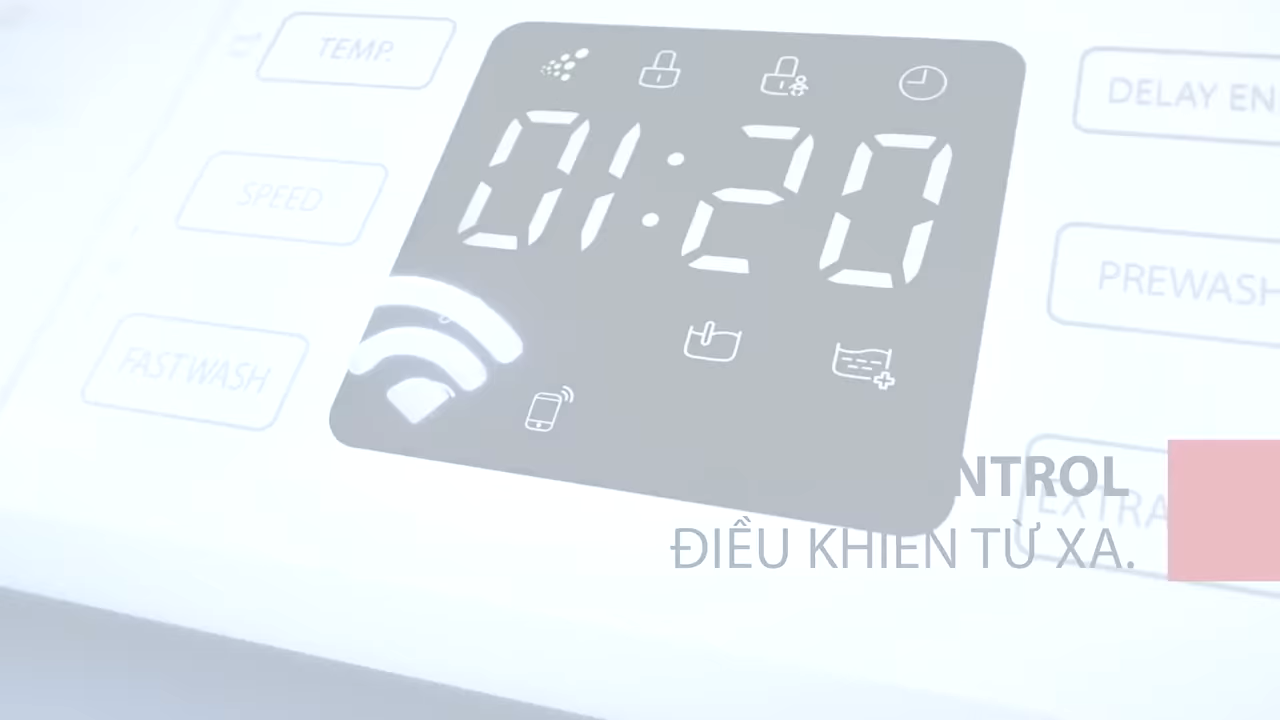 TEMP.
01:20
DELAY EN
SPEED
PREWASH
FASTWASH
NTROL
EXTRA
ĐIỀU KHIỂN TỪ XA.